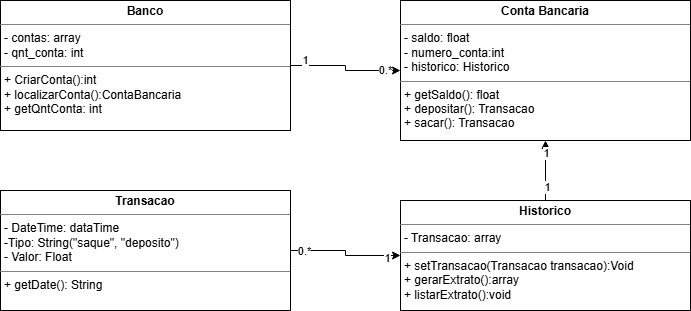 Banco
- contas: array
- qnt_conta: int
+ CriarConta():int
+ localizarConta():ContaBancaria
+ getQntConta: int
1
0.*
Conta Bancaria
- saldo: float
- numero_conta:int
- historico: Historico
+ getSaldo(): float
+ depositar(): Transacao
+ sacar(): Transacao
1
1
Transacao
- DateTime: dataTime
-Tipo: String("saque", "deposito")
- Valor: Float
+ getDate(): String
0.*
1
Historico
- Transacao: array
+ setTransacao(Transacao transacao):Void
+ gerarExtrato():array
+ listarExtrato():void